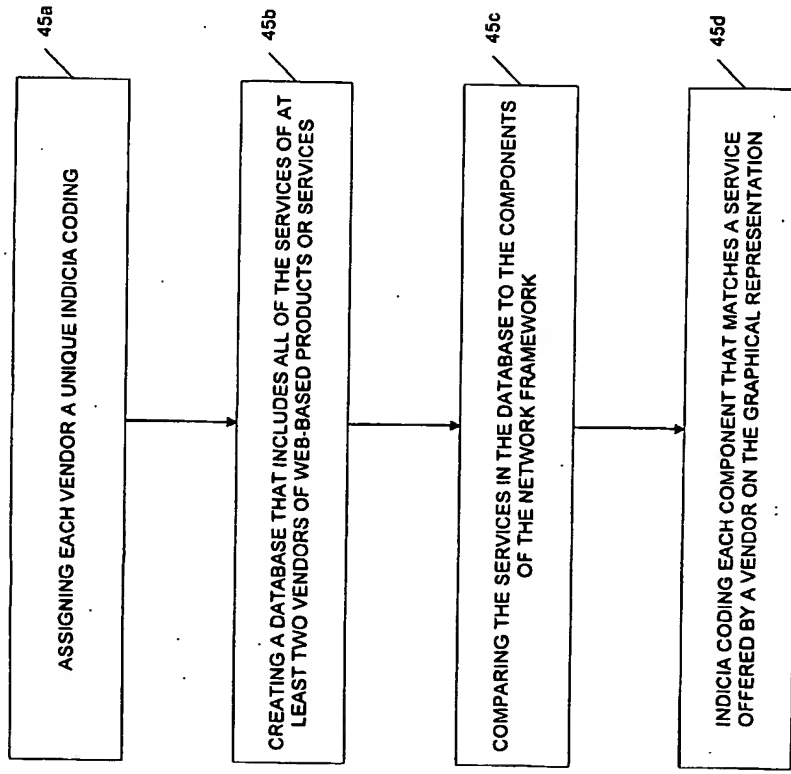 45a
ASSIGNING EACH VENDOR A UNIQUE INDICIA CODING
45b
CREATING A DATABASE THAT INCLUDES ALL OF THE SERVICES OF AT
LEAST TWO VENDORS OF WEB-BASED PRODUCTS OR SERVICES
45c
COMPARING THE SERVICES IN THE DATABASE TO THE COMPONENTS
OF THE NETWORK FRAMEWORK
45d
INDICIA CODING EACH COMPONENT THAT MATCHES A SERVICE
OFFERED BY A VENDOR ON THE GRAPHICAL REPRESENTATION